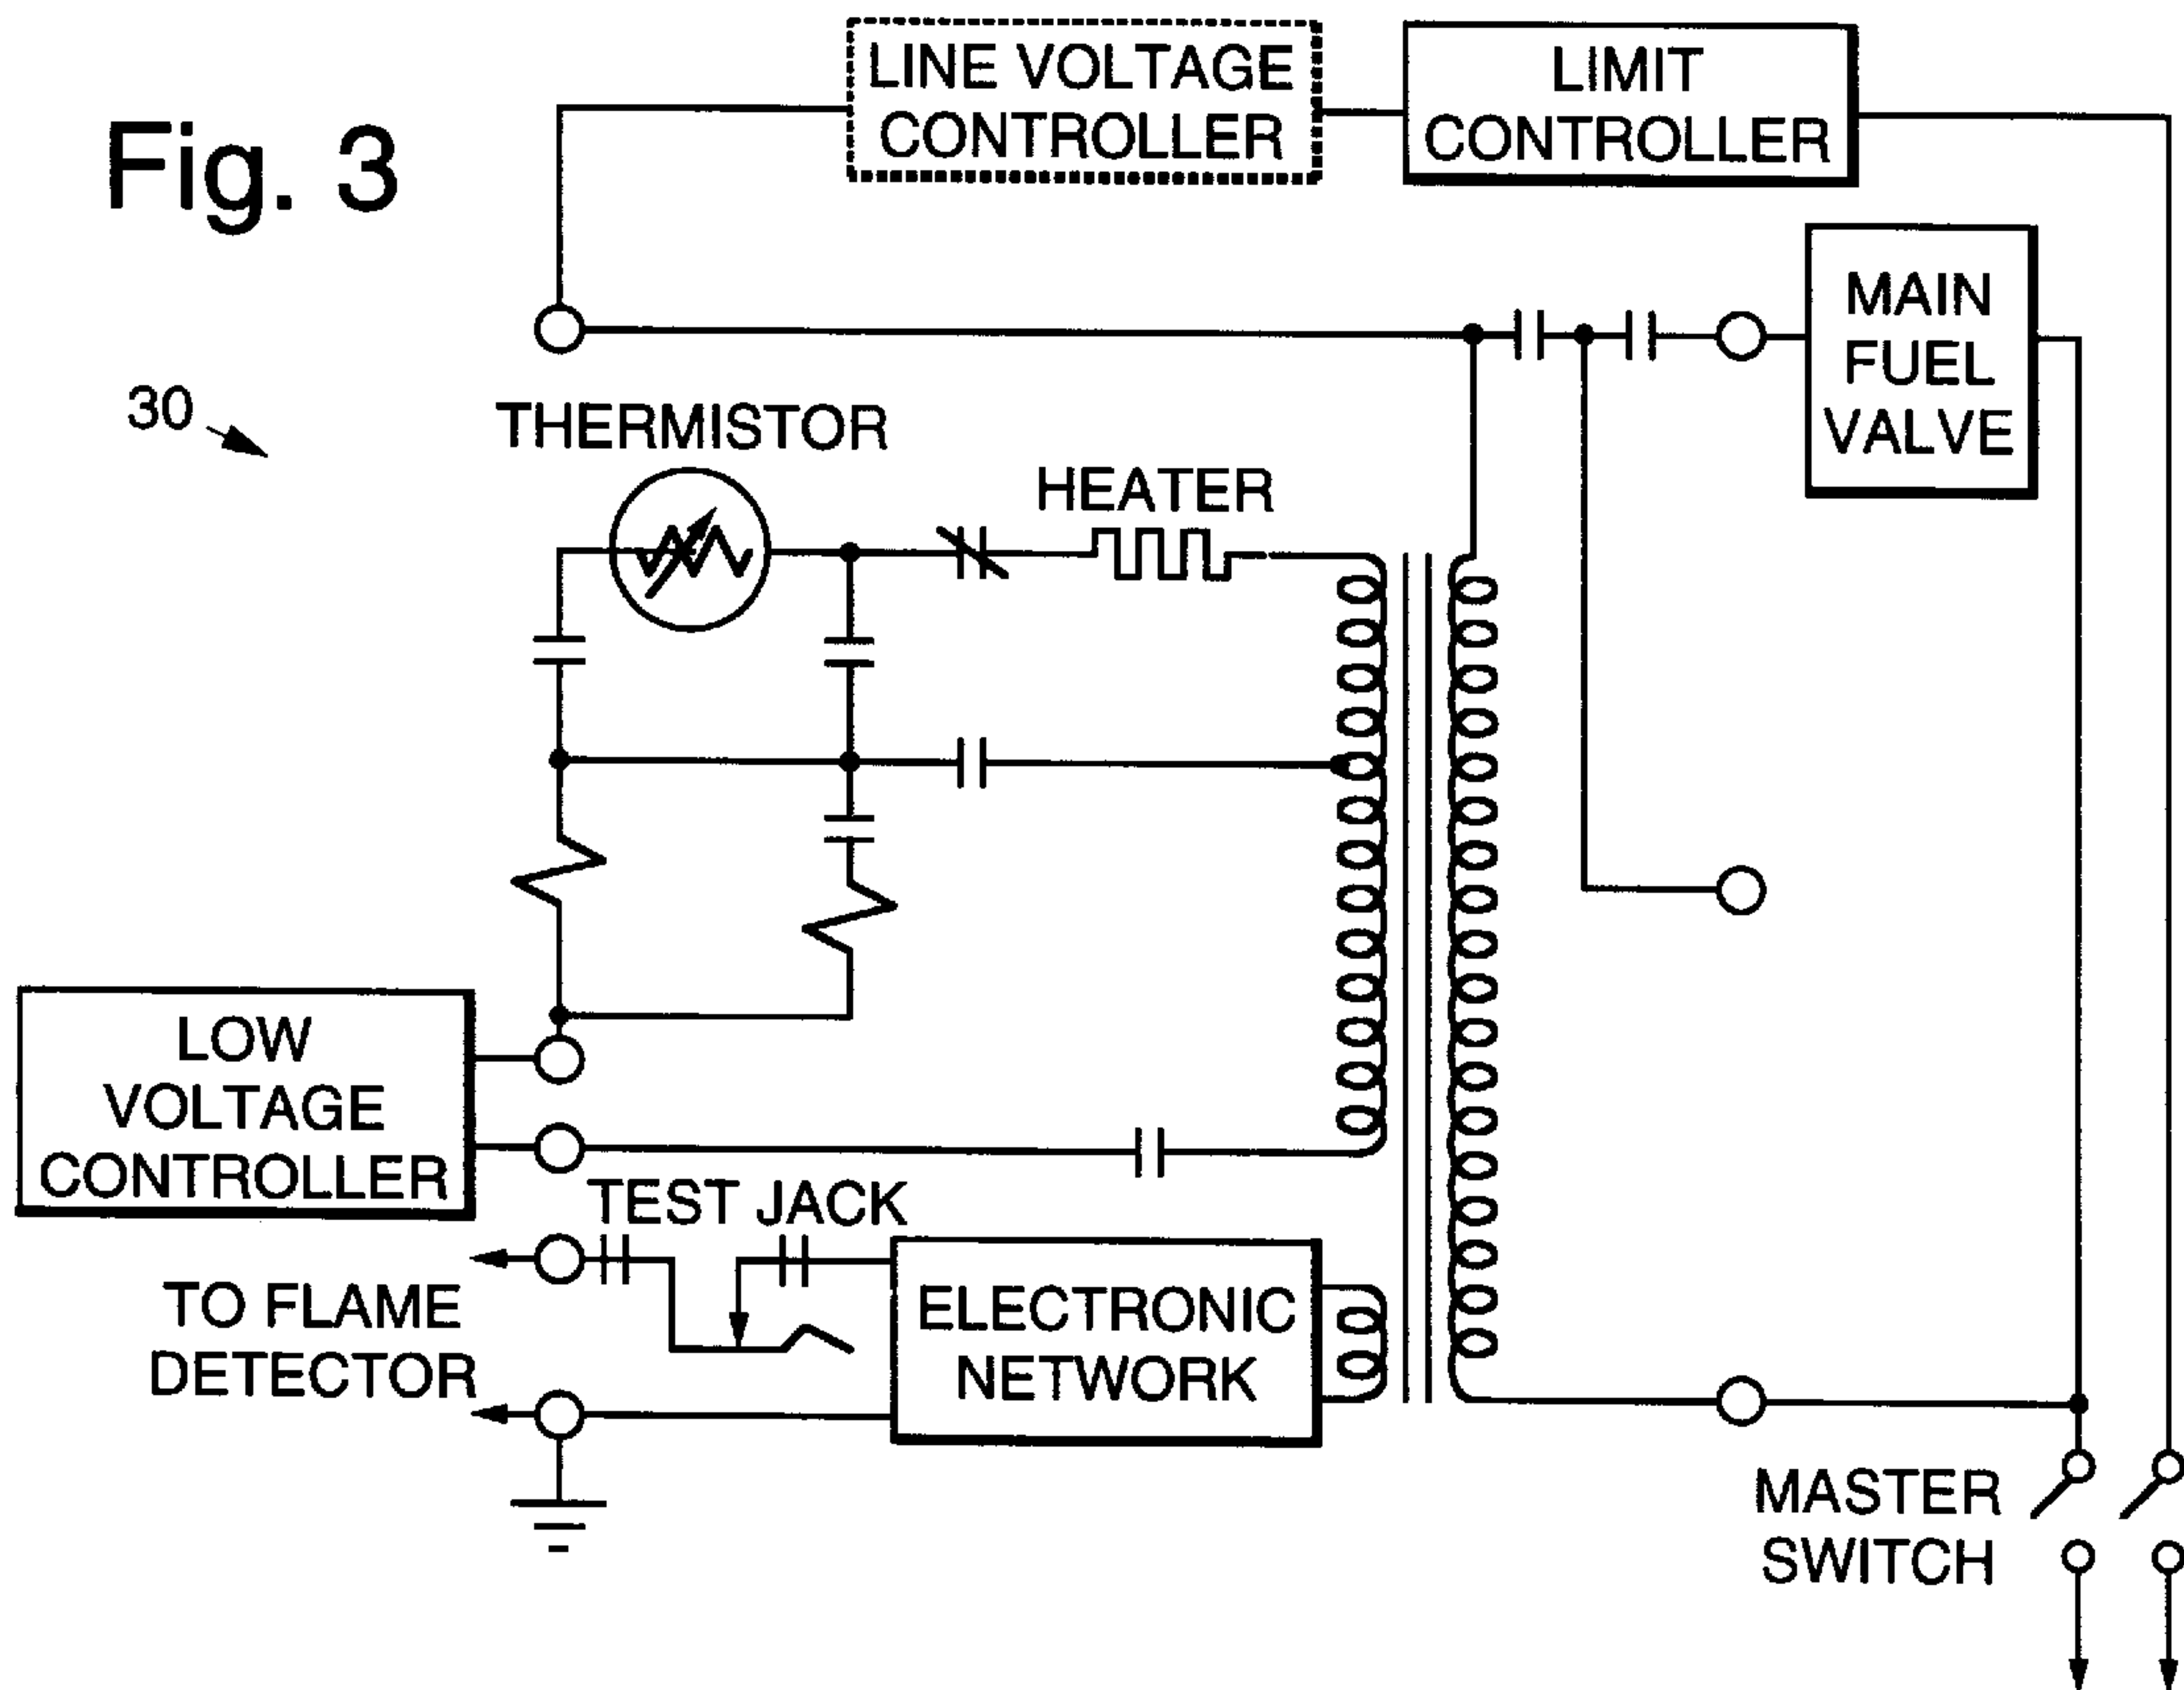 Fig. 3
LINE VOLTAGE
CONTROLLER
LIMIT
CONTROLLER
MAIN
FUEL
VALVE
30
THERMISTOR
HEATER
LOW
VOLTAGE
CONTROLLER
TEST JACK
TO FLAME
DETECTOR
ELECTRONIC
NETWORK
MASTER
SWITCH